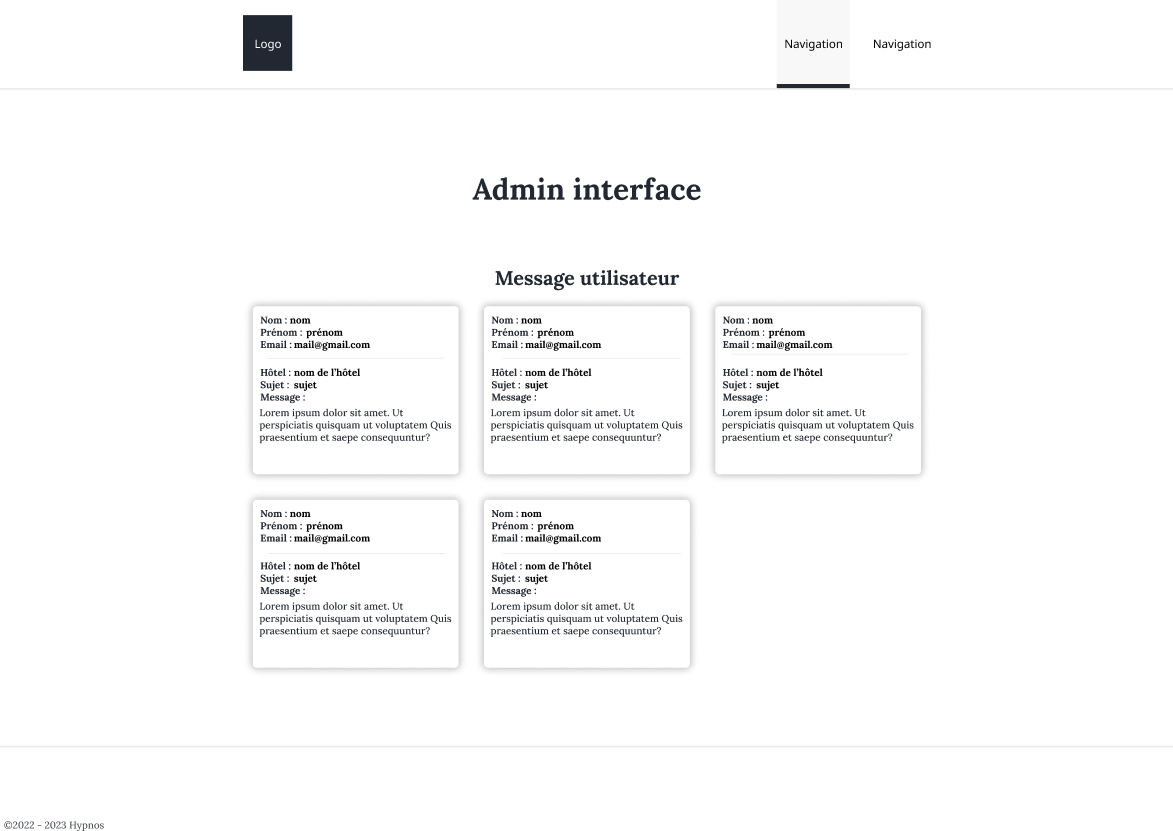 Logo
Navigation
Navigation
Admin interface
Message utilisateur
Nom : nom
Prénom : prénom
Email : mail@gmail.com
Hôtel : nom de l'hôtel
Sujet : sujet
Message :
Lorem ipsum dolor sit amet. Ut
perspiciatis quisquam ut voluptatem Quis
praesentium et saepe consequuntur?
Nom : nom
Prénom : prénom
Email : mail@gmail.com
Hôtel : nom de l'hôtel
Sujet : sujet
Message :
Lorem ipsum dolor sit amet. Ut
perspiciatis quisquam ut voluptatem Quis
praesentium et saepe consequuntur?
Nom : nom
Prénom : prénom
Email : mail@gmail.com
Hôtel : nom de l'hôtel
Sujet : sujet
Message :
Lorem ipsum dolor sit amet. Ut
perspiciatis quisquam ut voluptatem Quis
praesentium et saepe consequuntur?
Nom : nom
Prénom : prénom
Email : mail@gmail.com
Hôtel : nom de l'hôtel
Sujet : sujet
Message :
Lorem ipsum dolor sit amet. Ut
perspiciatis quisquam ut voluptatem Quis
praesentium et saepe consequuntur?
Nom : nom
Prénom : prénom
Email : mail@gmail.com
Hôtel : nom de l'hôtel
Sujet : sujet
Message :
Lorem ipsum dolor sit amet. Ut
perspiciatis quisquam ut voluptatem Quis
praesentium et saepe consequuntur?
©2022 - 2023 Hypnos